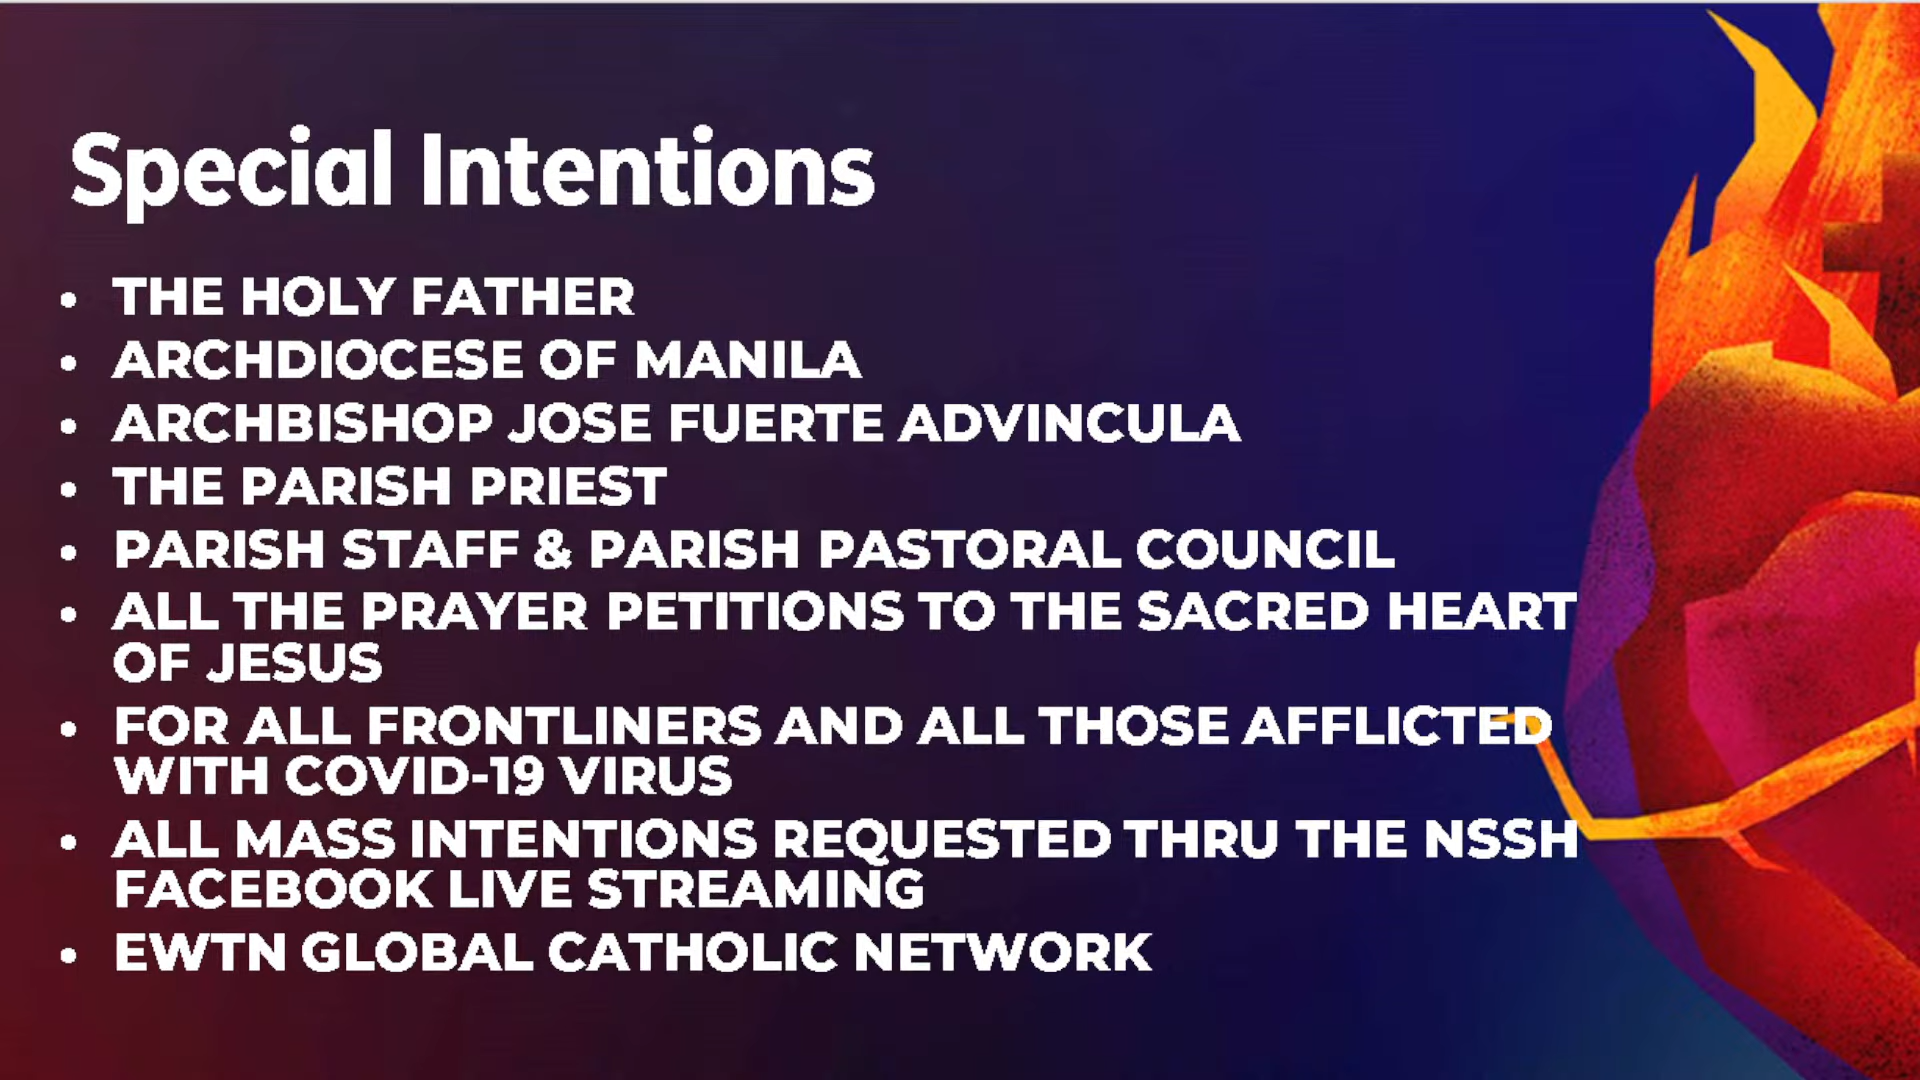 Special Intentions
• THE HOLY FATHER
• ARCHDIOCESE OF MANILA
• ARCHBISHOP JOSE FUERTE ADVINCULA
• THE PARISH PRIEST
• PARISH STAFF & PARISH PASTORAL COUNCIL
• ALL THE PRAYER PETITIONS TO THE SACRED HEART
OF JESUS
• FOR ALL FRONTLINERS AND ALL THOSE AFFLICTED
WITH COVID-19 VIRUS
• ALL MASS INTENTIONS REQUESTED THRU THE NSSH
FACEBOOK LIVE STREAMING
• EWTN GLOBAL CATHOLIC NETWORK